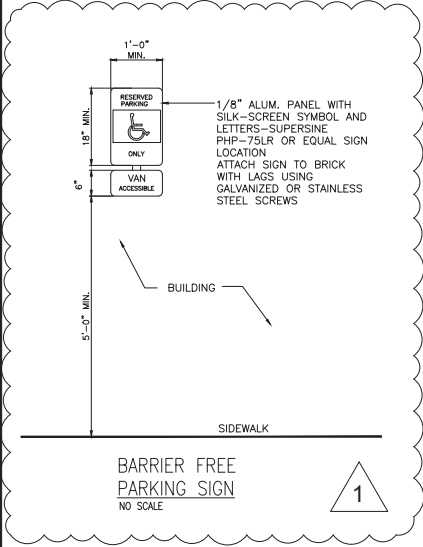 1'-0"
MIN.
RESERVED
PARKING
ONLY
VAN
ACCESSIBLE
18" MIN.
6"
5'-0" MIN.
1/8" ALUM. PANEL WITH
SILK-SCREEN SYMBOL AND
LETTERS-SUPERSINE
PHP-75LR OR EQUAL SIGN
LOCATION
ATTACH SIGN TO BRICK
WITH LAGS USING
GALVANIZED OR STAINLESS
STEEL SCREWS
BUILDING
SIDEWALK
BARRIER FREE
PARKING SIGN
NO SCALE
1